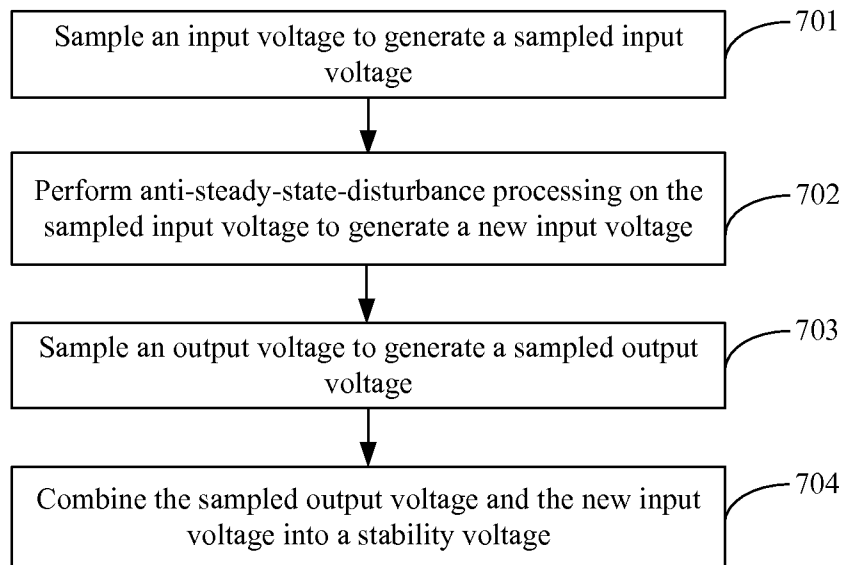 Sample an input voltage to generate a sampled input
voltage
701
Perform anti-steady-state-disturbance processing on the
sampled input voltage to generate a new input voltage
702
Sample an output voltage to generate a sampled output
voltage
703
Combine the sampled output voltage and the new input
voltage into a stability voltage
704